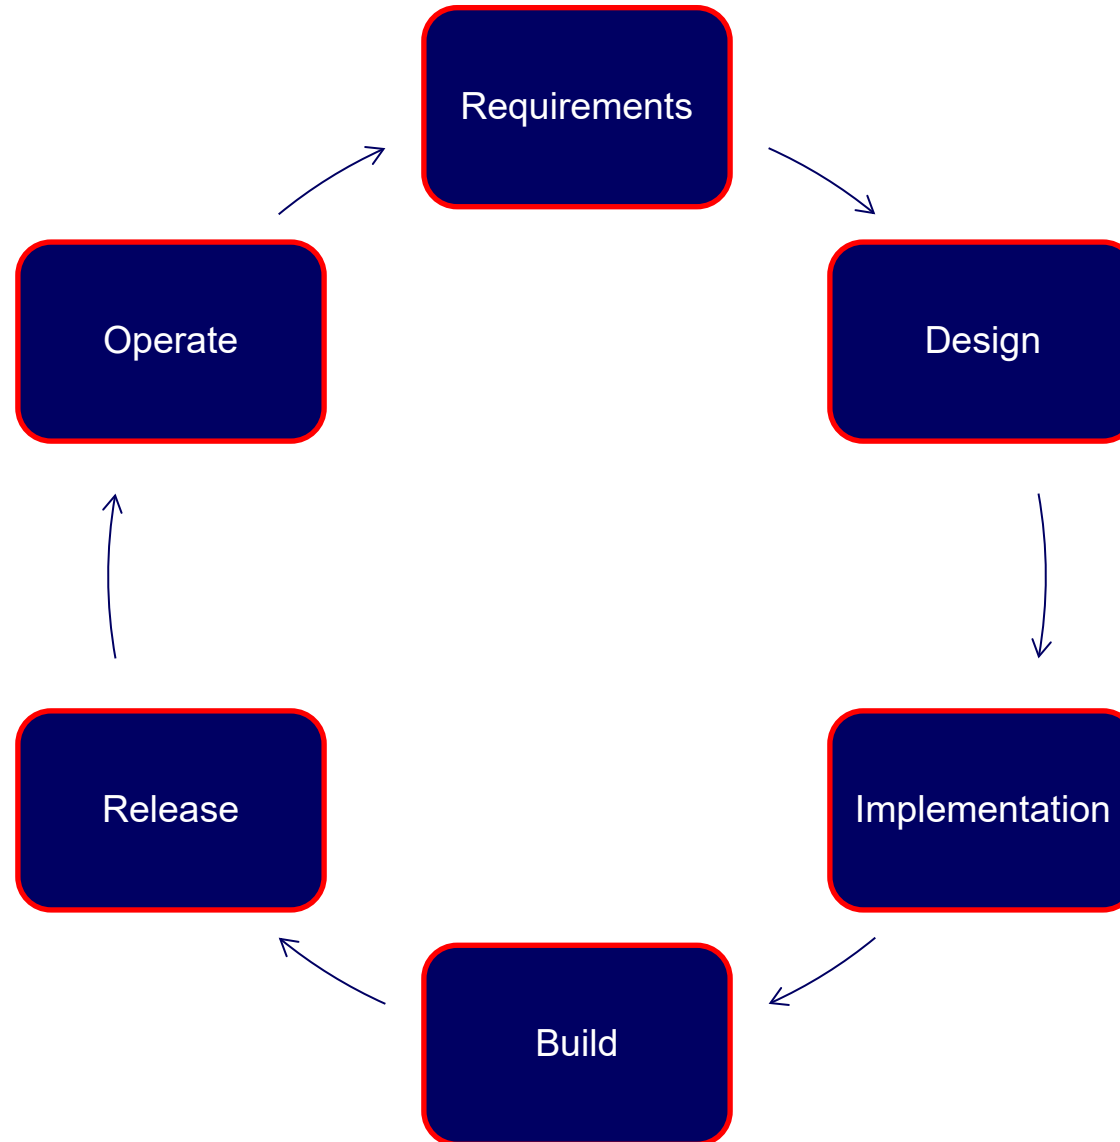 Requirements
Design
Implementation
Build
Release
Operate